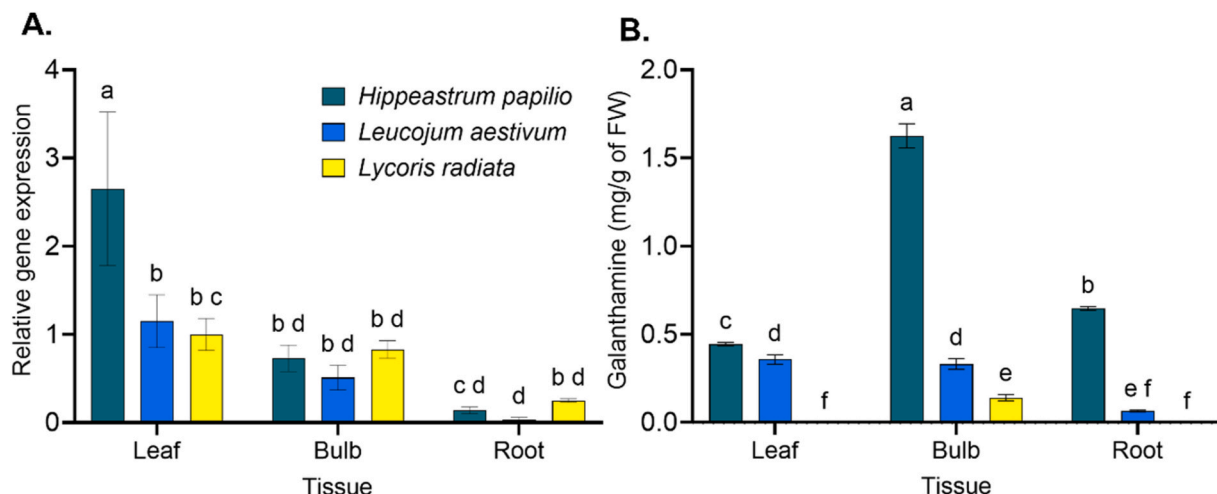 A.
Relative gene expression
4
3
2
1
0
a
b
b c
b d
b d
b d
c d
d
b d
Hippeastrum papilio
Leucojum aestivum
Lycoris radiata
Leaf Bulb Root
Tissue
B.
Galanthamine (mg/g of FW)
2.0
1.5
1.0
0.5
0.0
c
d
f
a
d
e
b
e f
f
Leaf Bulb Root
Tissue